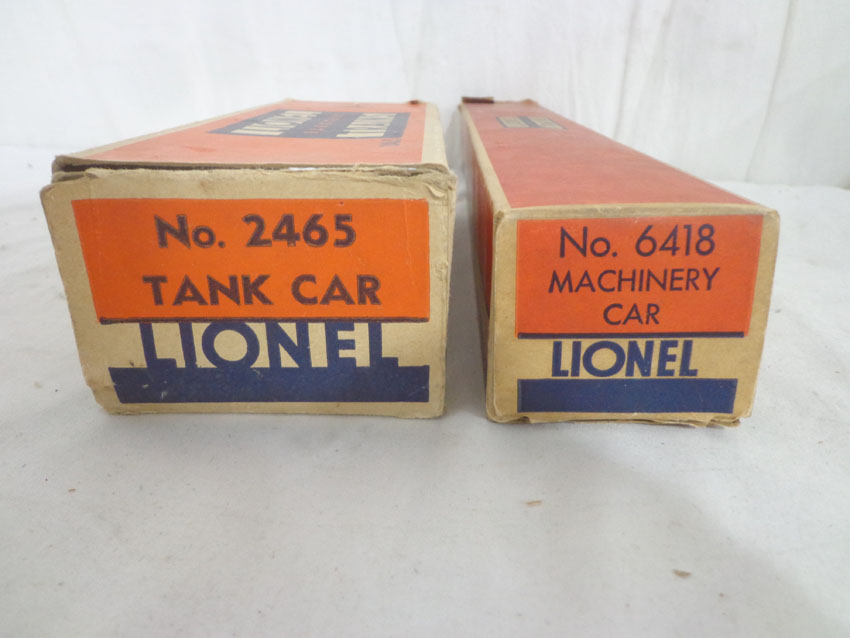 No. 2465
TANK CAR
LIONEL
No. 6418
MACHINERY
CAR
LIONEL